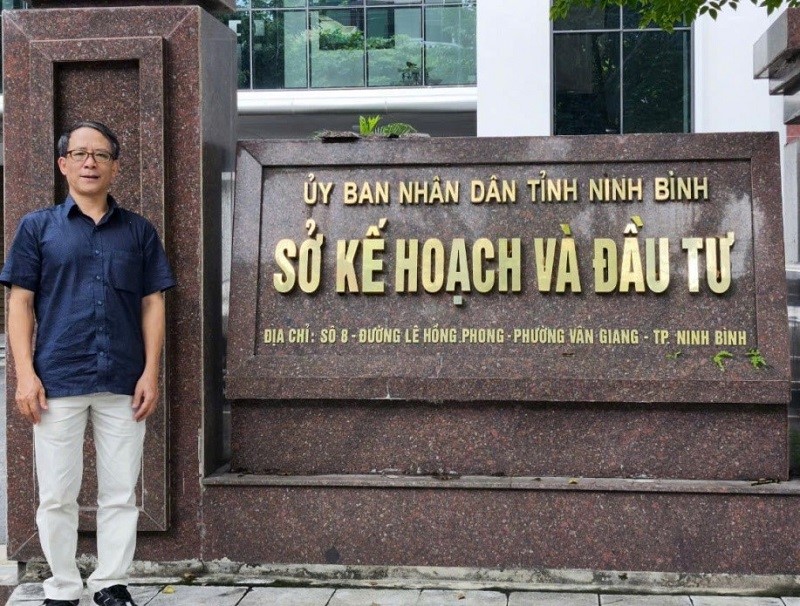 ỦY BAN NHÂN DÂN TỈNH NINH BÌNH
SỞ KẾ HOẠCH VÀ ĐẦU TƯ
ĐỊA CHỈ: SỐ 8 - ĐƯỜNG LÊ HỒNG PHONG - PHƯỜNG VÂN GIANG - TP. NINH BÌNH